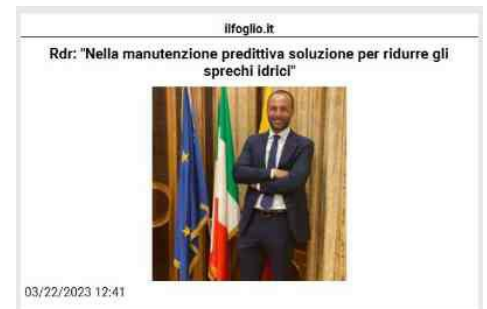 ilfoglio.it
Rdr: "Nella manutenzione predittiva soluzione per ridurre gli
sprechi idrici"
03/22/2023 12:41